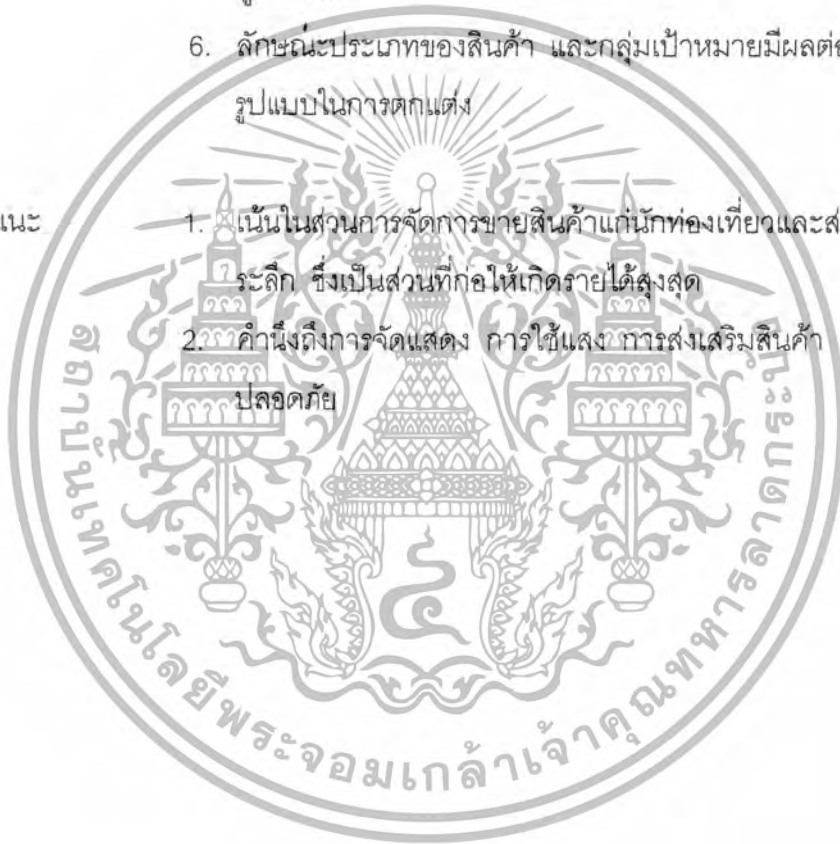 6. ลักษณะประเภทของสินค้า และกลุ่มเป้าหมายมีผลต่อ
รูปแบบในการตกแต่ง
แนะ
1. เน้นในส่วนการจัดการขายสินค้าแก่นักท่องเที่ยวและส
ระลึก ซึ่งเป็นส่วนที่ก่อให้เกิดรายได้สูงสุด
2. คำนึงถึงการจัดแสดง การใช้แสง การส่งเสริมสินค้า
ปลอดภัย
สถาบันเทคโนโลยีพระจอมเกล้าเจ้าคุณทหารลาดกระบัง